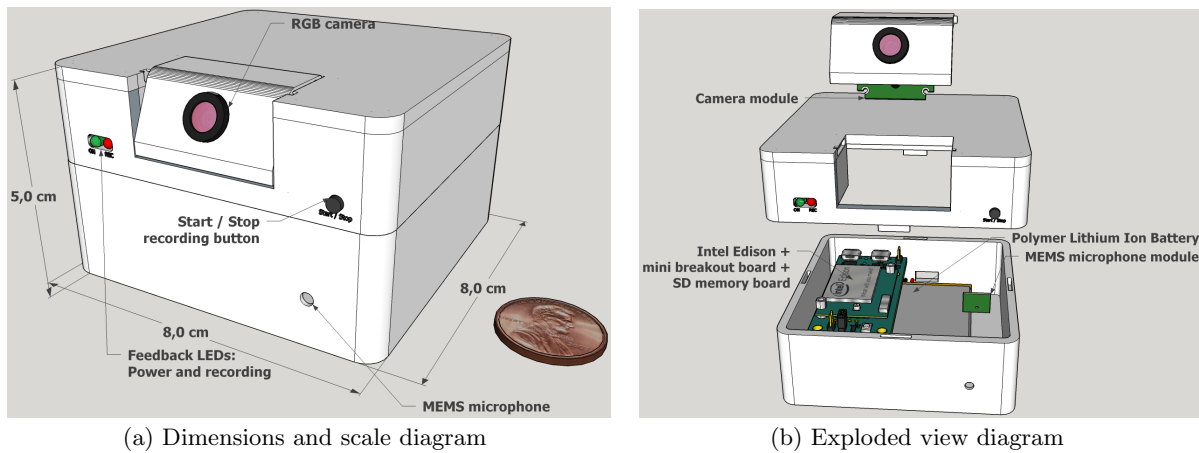 RGB camera
ON REC
5,0 cm
Start / Stop
recording button
Start / Stop
8,0 cm
8,0 cm
Feedback LEDs:
Power and recording
MEMS microphone
(a) Dimensions and scale diagram
Camera module
ON REC
Start / Stop
Intel Edison +
mini breakout board +
SD memory board
Polymer Lithium Ion Battery
MEMS microphone module
Intel Edison
(b) Exploded view diagram